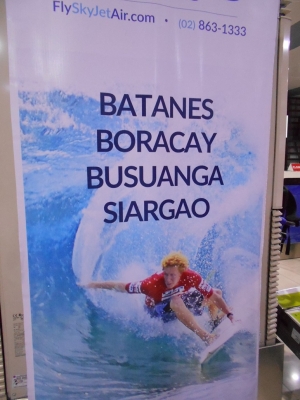 FlySkyJetAir.com • (02) 863-1333
BATANES
BORACAY
BUSUANGA
SIARGAO